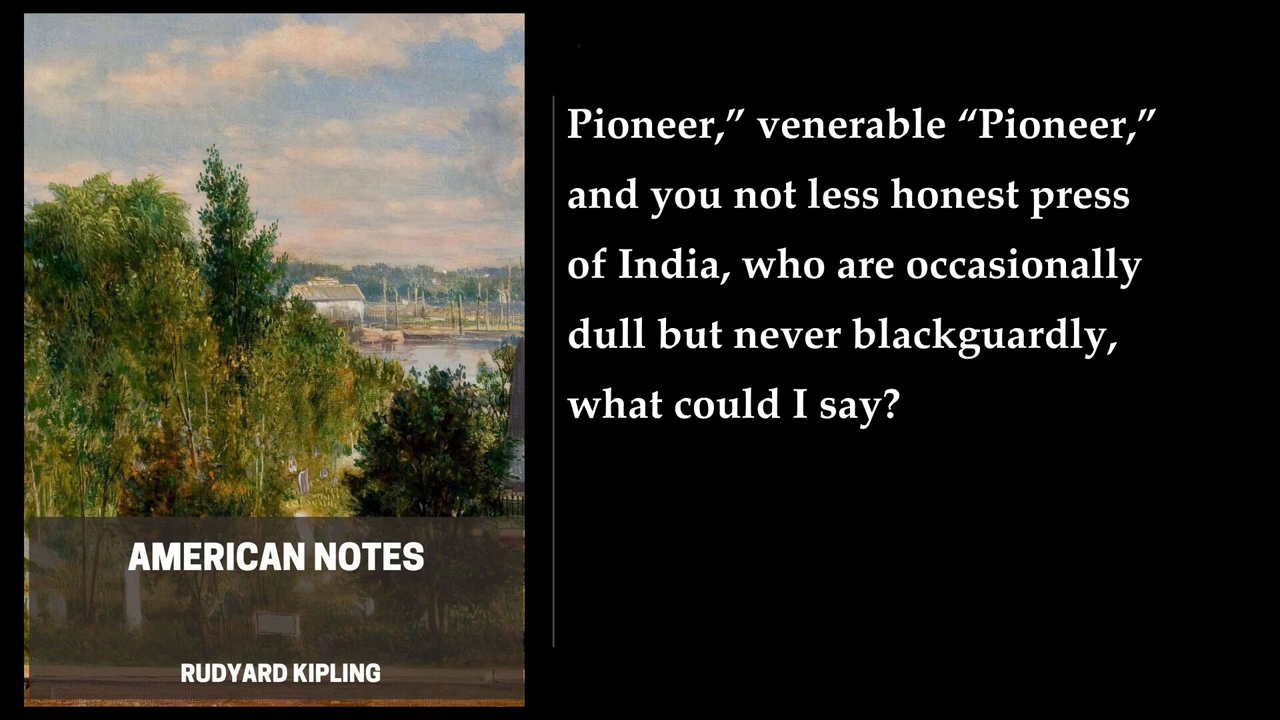 AMERICAN NOTES
RUDYARD KIPLING
Pioneer,” venerable “Pioneer,”
and you not less honest press
of India, who are occasionally
dull but never blackguardly,
what could I say?